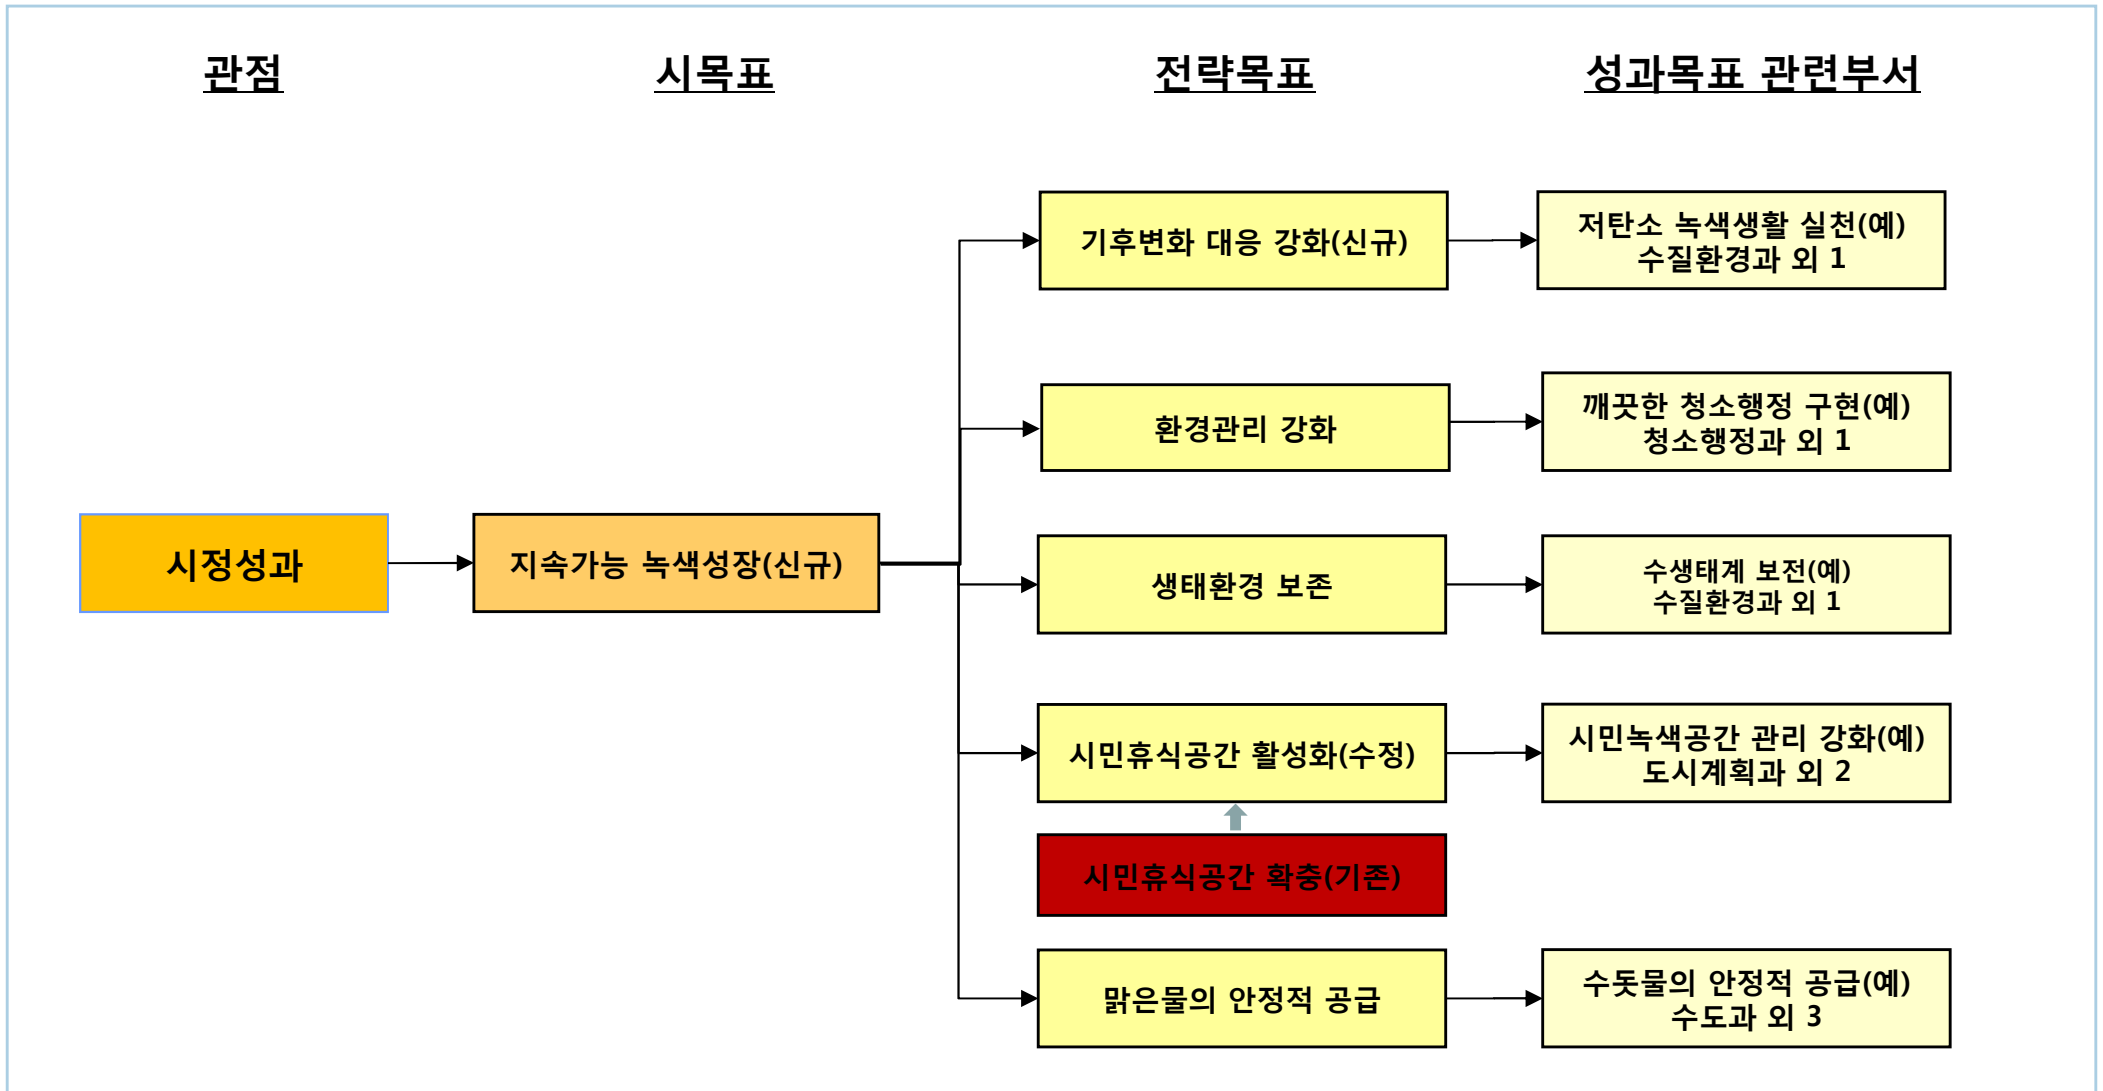 관점
시목표
전략목표
성과목표 관련부서
시정성과
지속가능 녹색성장(신규)
기후변화 대응 강화(신규)
저탄소 녹색생활 실천(예)
수질환경과 외 1
환경관리 강화
깨끗한 청소행정 구현(예)
청소행정과 외 1
생태환경 보존
수생태계 보전(예)
수질환경과 외 1
시민휴식공간 활성화(수정)
시민녹색공간 관리 강화(예)
도시계획과 외 2
시민휴식공간 확충(기존)
맑은물의 안정적 공급
수돗물의 안정적 공급(예)
수도과 외 3